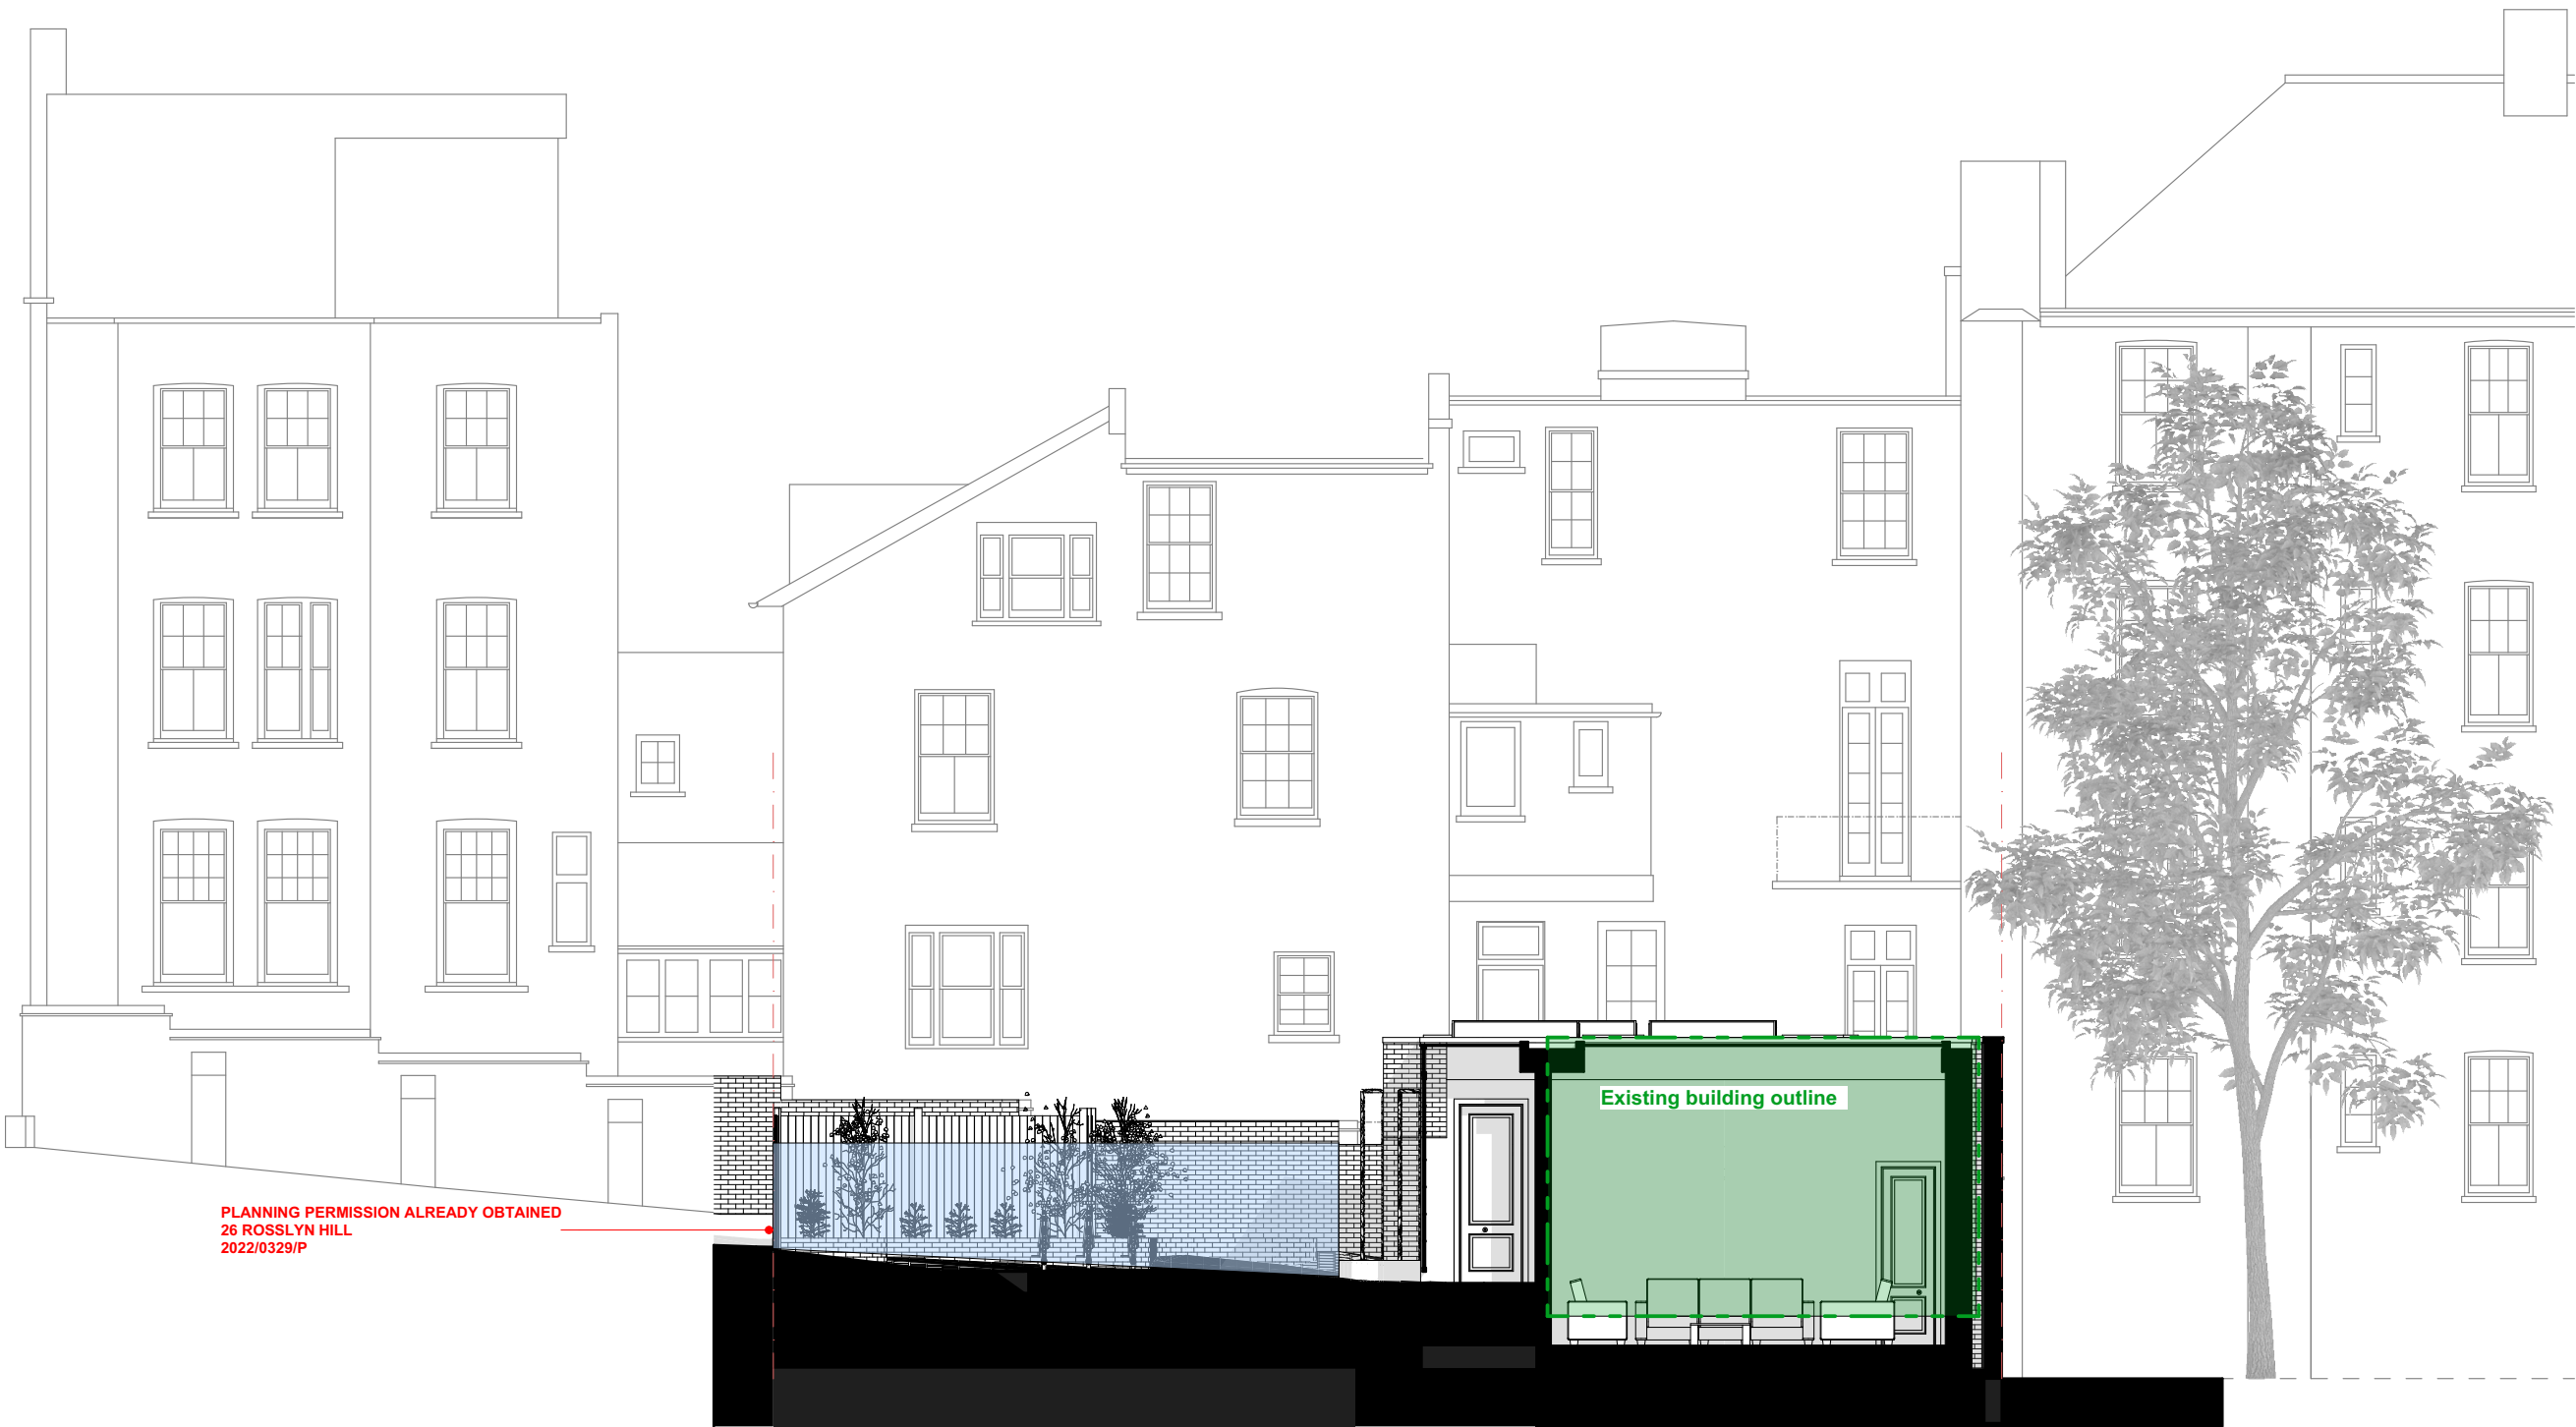 Existing building outline
PLANNING PERMISSION ALREADY OBTAINED
26 ROSSLYN HILL
2022/0329/P